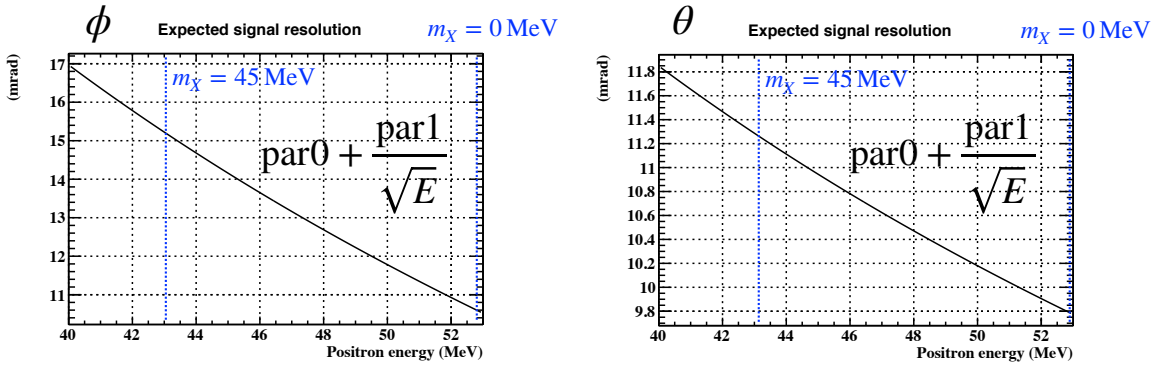 ϕ
Expected signal resolution
m_X = 0 MeV
(mrad)
17
16
15
14
13
12
11
m_X = 45 MeV
par0 + par1/√E
40 42 44 46 48 50 52
Positron energy (MeV)
θ
Expected signal resolution
m_X = 0 MeV
(mrad)
11.8
11.6
11.4
11.2
11
10.8
10.6
10.4
10.2
10
9.8
m_X = 45 MeV
par0 + par1/√E
40 42 44 46 48 50 52
Positron energy (MeV)